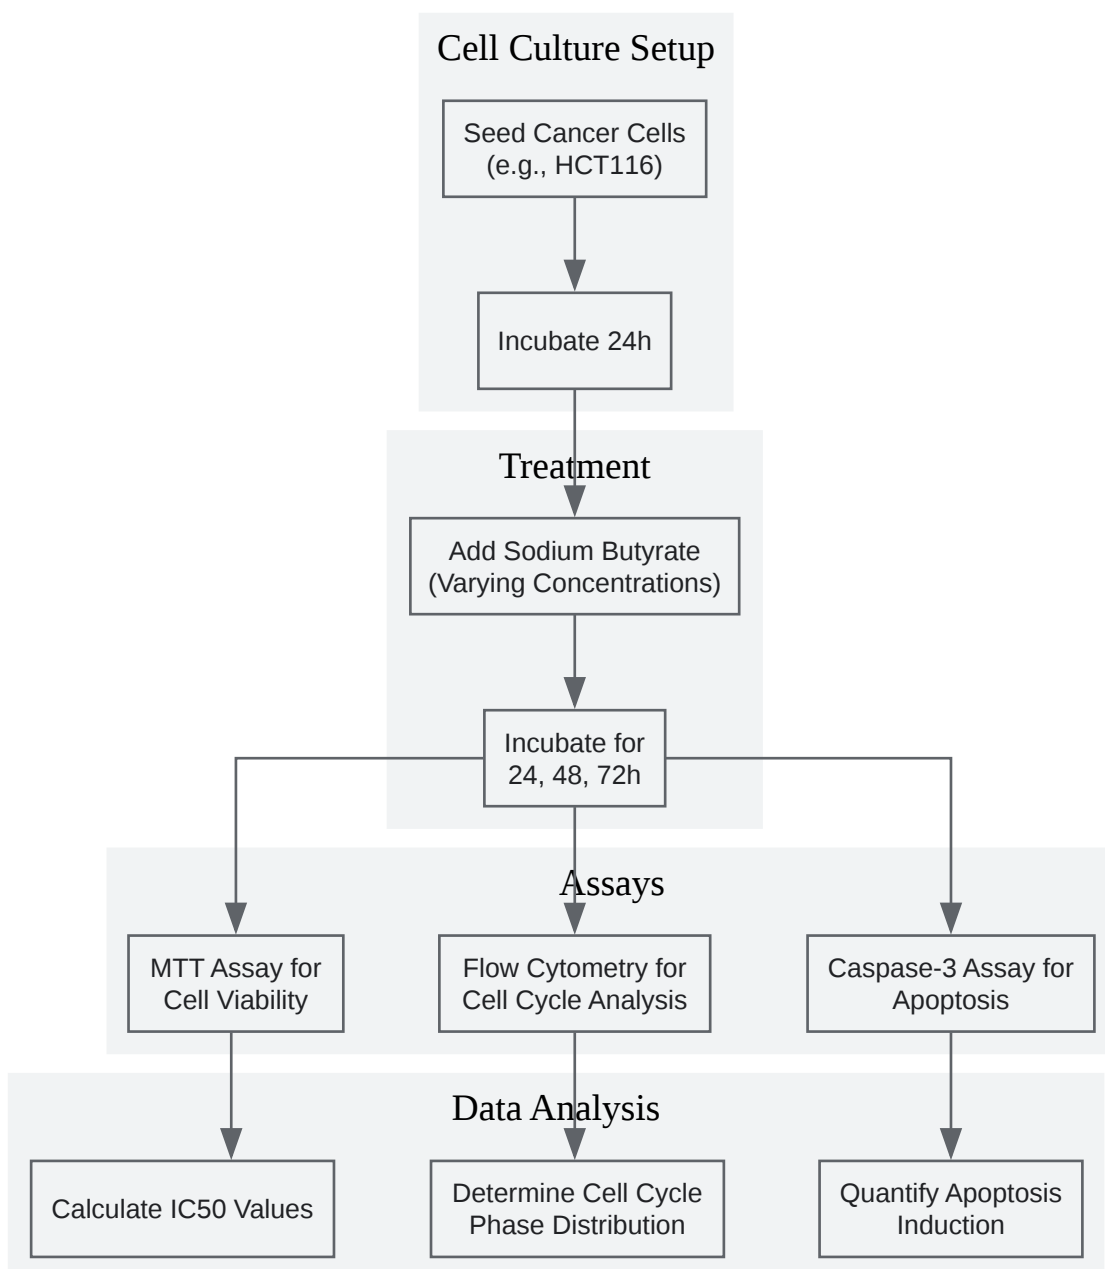 Cell Culture Setup
Seed Cancer Cells
(e.g., HCT116)
Incubate 24h
Treatment
Add Sodium Butyrate
(Varying Concentrations)
Incubate for
24, 48, 72h
Assays
MTT Assay for
Cell Viability
Flow Cytometry for
Cell Cycle Analysis
Caspase-3 Assay for
Apoptosis
Data Analysis
Calculate IC50 Values
Determine Cell Cycle
Phase Distribution
Quantify Apoptosis
Induction